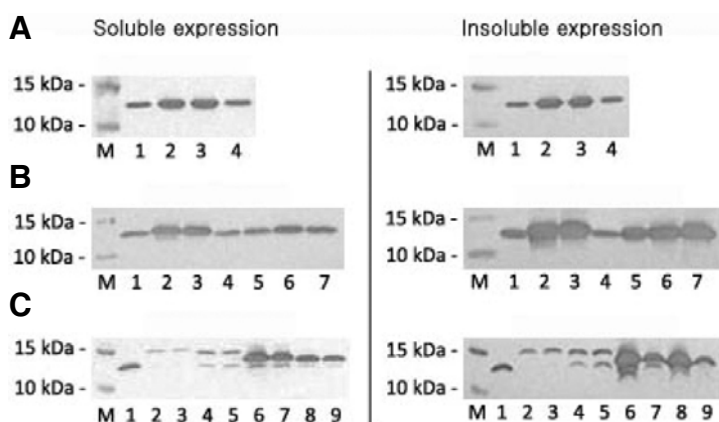 A Soluble expression Insoluble expression
15 kDa - 15 kDa -
10 kDa - 10 kDa -
M 1 2 3 4 M 1 2 3 4
B
15 kDa - 15 kDa -
10 kDa - 10 kDa -
M 1 2 3 4 5 6 7 M 1 2 3 4 5 6 7
C
15 kDa - 15 kDa -
10 kDa - 10 kDa -
M 1 2 3 4 5 6 7 8 9 M 1 2 3 4 5 6 7 8 9